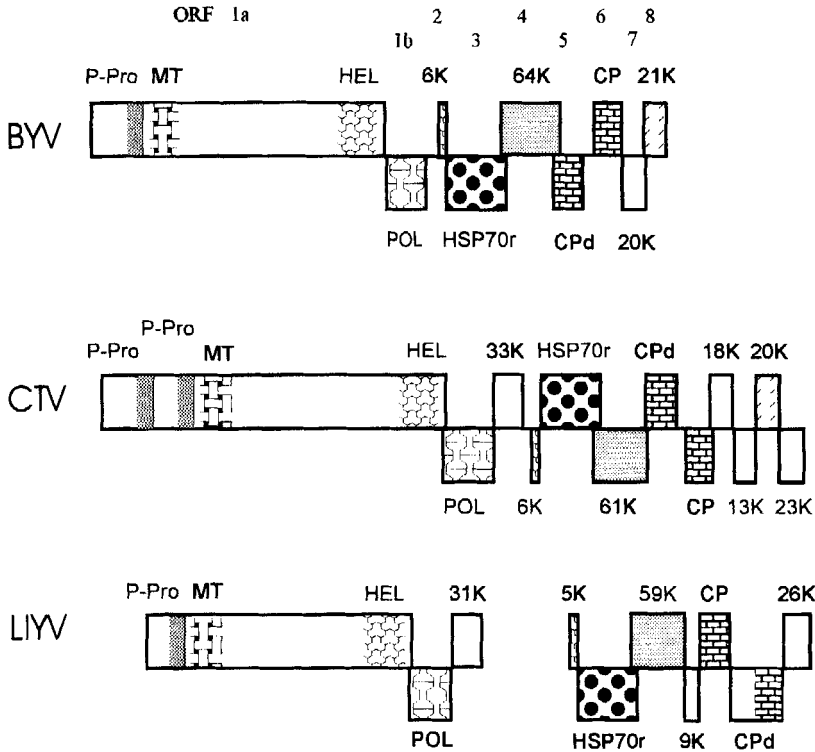 ORF 1a 2 4 6 8
1b 3 5 7
P-Pro MT HEL 6K 64K CP 21K
BYV
POL HSP70r CPd 20K
P-Pro
P-Pro MT HEL 33K HSP70r CPd 18K 20K
CTV
POL 6K 61K CP 13K 23K
P-Pro MT HEL 31K 5K 59K CP 26K
LIYV
POL HSP70r 9K CPd